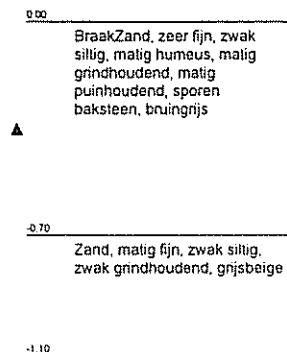 0.00
BraakZand, zeer fijn, zwak
siltig, matig humeus, matig
grindhoudend, matig
puinhoudend, sporen
baksteen, bruingrijs
-0.70
Zand, matig fijn, zwak siltig,
zwak grindhoudend, grijsbeige
-1.10